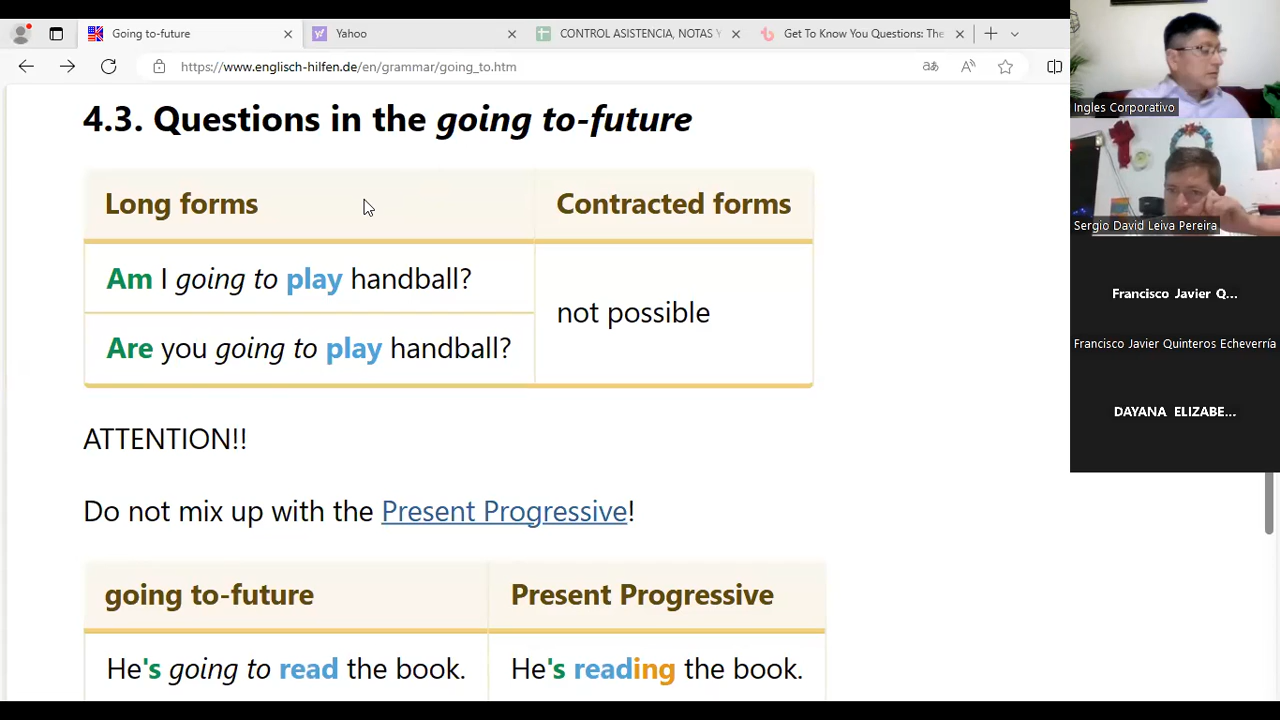 Going to-future
Yahoo
CONTROL ASISTENCIA, NOTAS Y
Get To Know You Questions: The
https://www.englisch-hilfen.de/en/grammar/going_to.htm
4.3. Questions in the going to-future
Long forms
Contracted forms
Am I going to play handball?
not possible
Are you going to play handball?
ATTENTION!!
Do not mix up with the Present Progressive!
going to-future
Present Progressive
He's going to read the book.
He's reading the book.
Ingles Corporativo
Sergio David Leiva Pereira
Francisco Javier Q...
Francisco Javier Quinteros Echeverría
DAYANA ELIZABE...